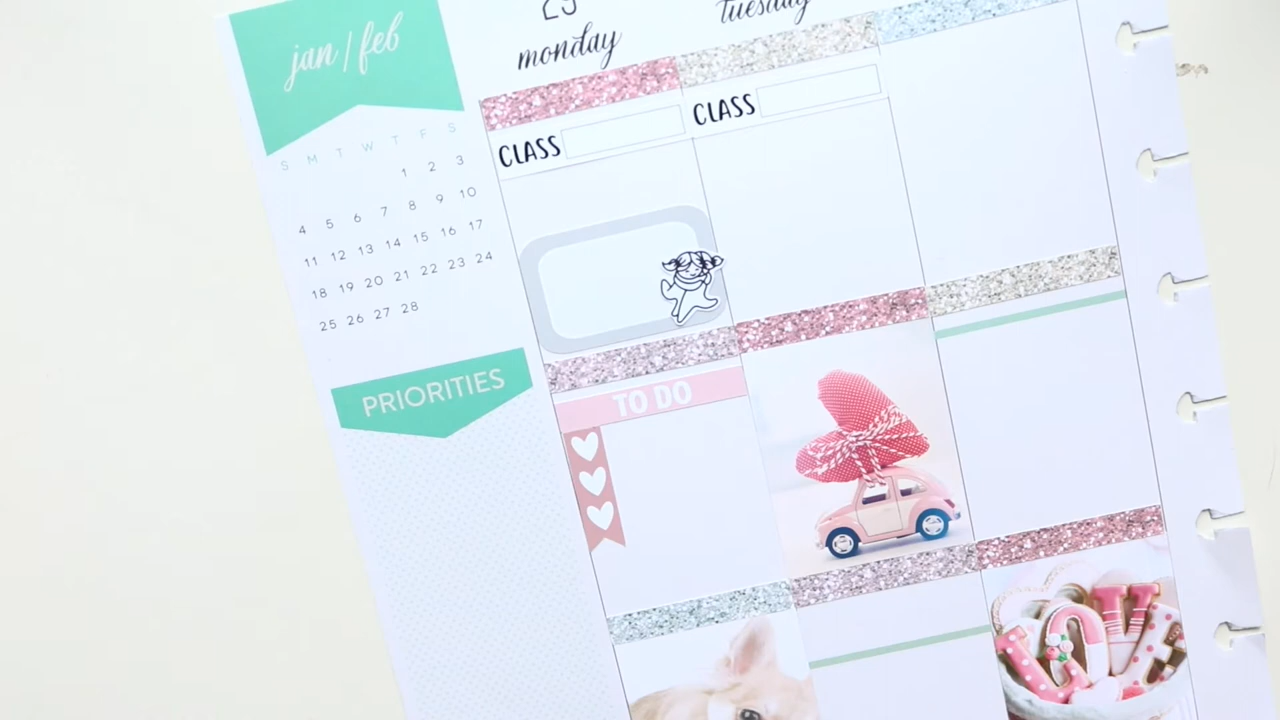 jan / feb
monday
tuesday
CLASS
CLASS
S M T W T F S
1 2 3
4 5 6 7 8 9 10
11 12 13 14 15 16 17
18 19 20 21 22 23 24
25 26 27 28
PRIORITIES
TO DO
LOVE